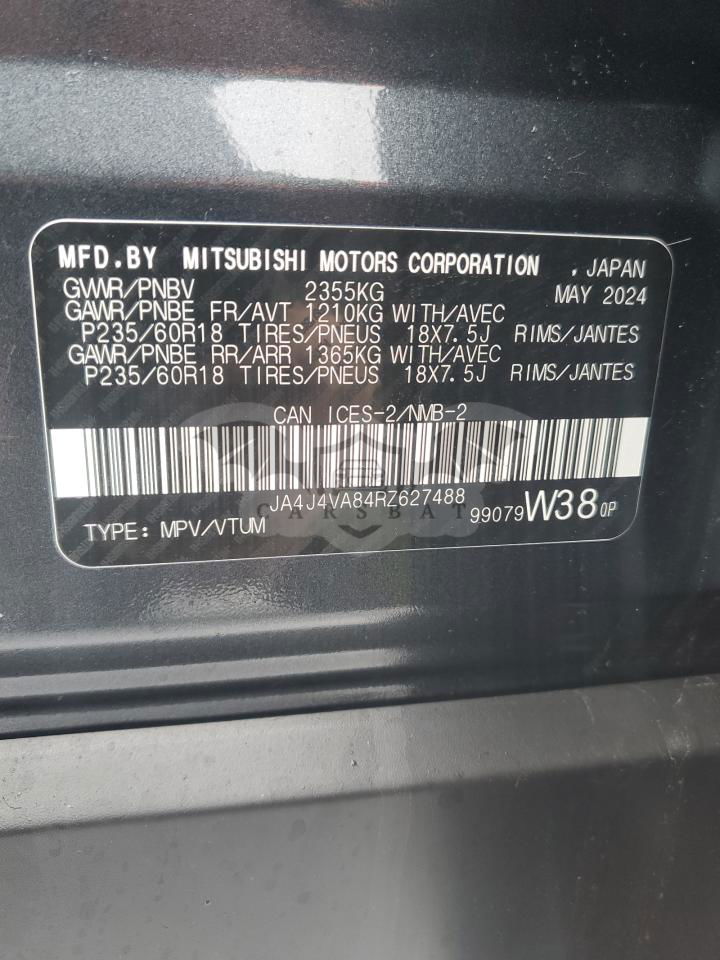 MFD.BY MITSUBISHI MOTORS CORPORATION , JAPAN
GVWR/PNBV 2355KG MAY 2024
GAWR/PNBE FR/AVT 1210KG WITH/AVEC
P235/60R18 TIRES/PNEUS 18X7.5J RIMS/JANTES
GAWR/PNBE RR/ARR 1365KG WITH/AVEC
P235/60R18 TIRES/PNEUS 18X7.5J RIMS/JANTES
CAN ICES-2/NMB-2
JA4J4VA84RZ627488
CARSBAT
TYPE: MPV/VTUM 99079 W38 0P